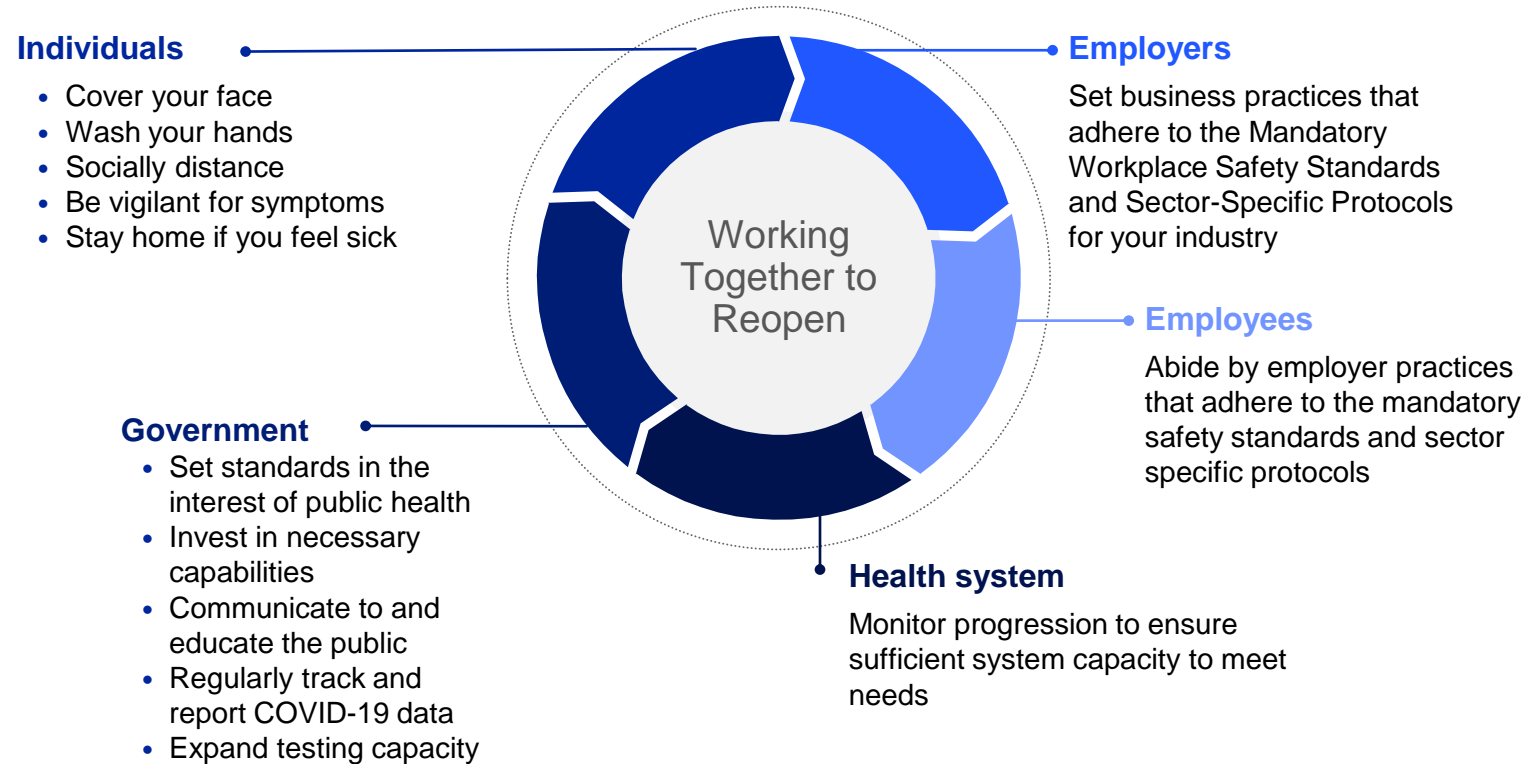 Individuals
• Cover your face
• Wash your hands
• Socially distance
• Be vigilant for symptoms
• Stay home if you feel sick
Employers
Set business practices that
adhere to the Mandatory
Workplace Safety Standards
and Sector-Specific Protocols
for your industry
Working
Together to
Reopen
Employees
Abide by employer practices
that adhere to the mandatory
safety standards and sector
specific protocols
Government
• Set standards in the
interest of public health
• Invest in necessary
capabilities
• Communicate to and
educate the public
• Regularly track and
report COVID-19 data
• Expand testing capacity
Health system
Monitor progression to ensure
sufficient system capacity to meet
needs